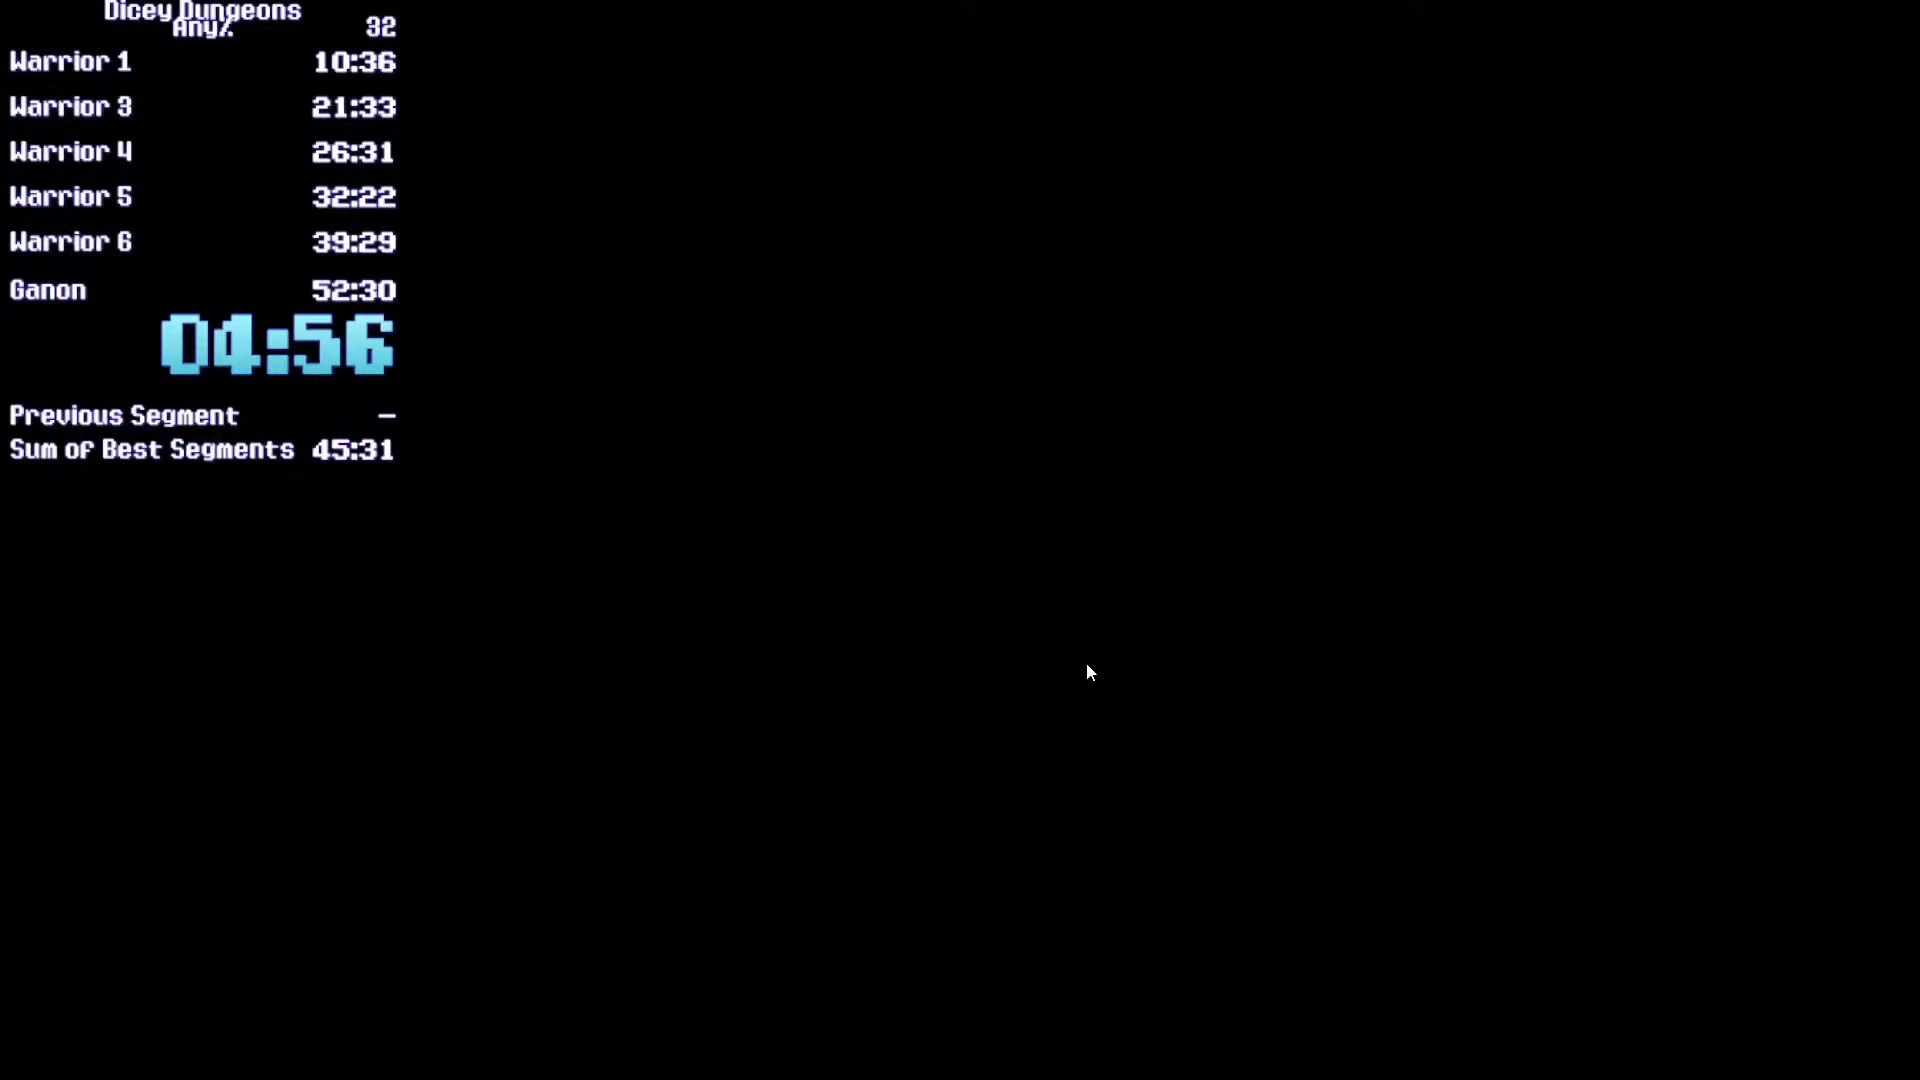 Dicey Dungeons
Any% 32
Warrior 1 10:36
Warrior 3 21:33
Warrior 4 26:31
Warrior 5 32:22
Warrior 6 39:29
Ganon 52:30
04:56
Previous Segment —
Sum of Best Segments 45:31